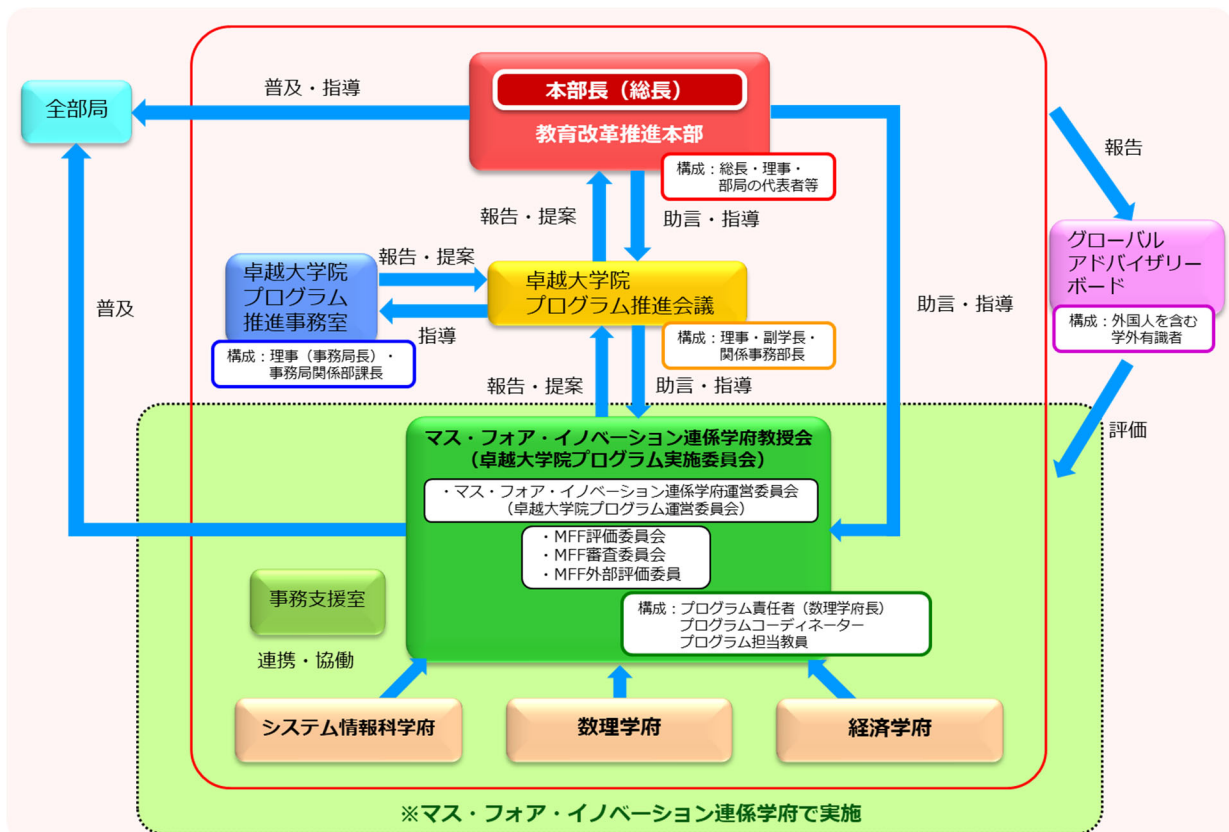 本部長（総長）
教育改革推進本部
構成：総長・理事・
部局の代表者等
普及・指導
全部局
報告
報告・提案
助言・指導
グローバル
アドバイザリー
ボード
構成：外国人を含む
学外有識者
卓越大学院
プログラム
推進事務室
構成：理事（事務局長）・
事務局関係部課長
報告・提案
指導
卓越大学院
プログラム推進会議
構成：理事・副学長・
関係事務部長
普及
助言・指導
報告・提案
助言・指導
評価
マス・フォア・イノベーション連係学府教授会
（卓越大学院プログラム実施委員会）
・マス・フォア・イノベーション連係学府運営委員会
（卓越大学院プログラム運営委員会）
・MFF評価委員会
・MFF審査委員会
・MFF外部評価委員
構成：プログラム責任者（数理学府長）
プログラムコーディネーター
プログラム担当教員
事務支援室
連携・協働
システム情報科学府
数理学府
経済学府
※マス・フォア・イノベーション連係学府で実施